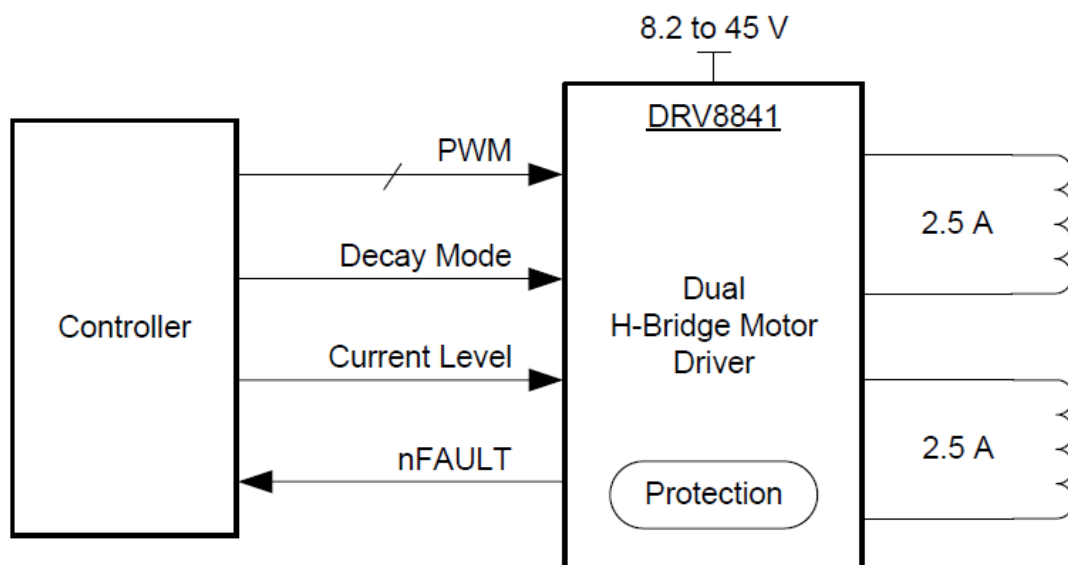 8.2 to 45 V
DRV8841
PWM
Decay Mode
Controller
Current Level
nFAULT
Dual
H-Bridge Motor
Driver
Protection
2.5 A
2.5 A